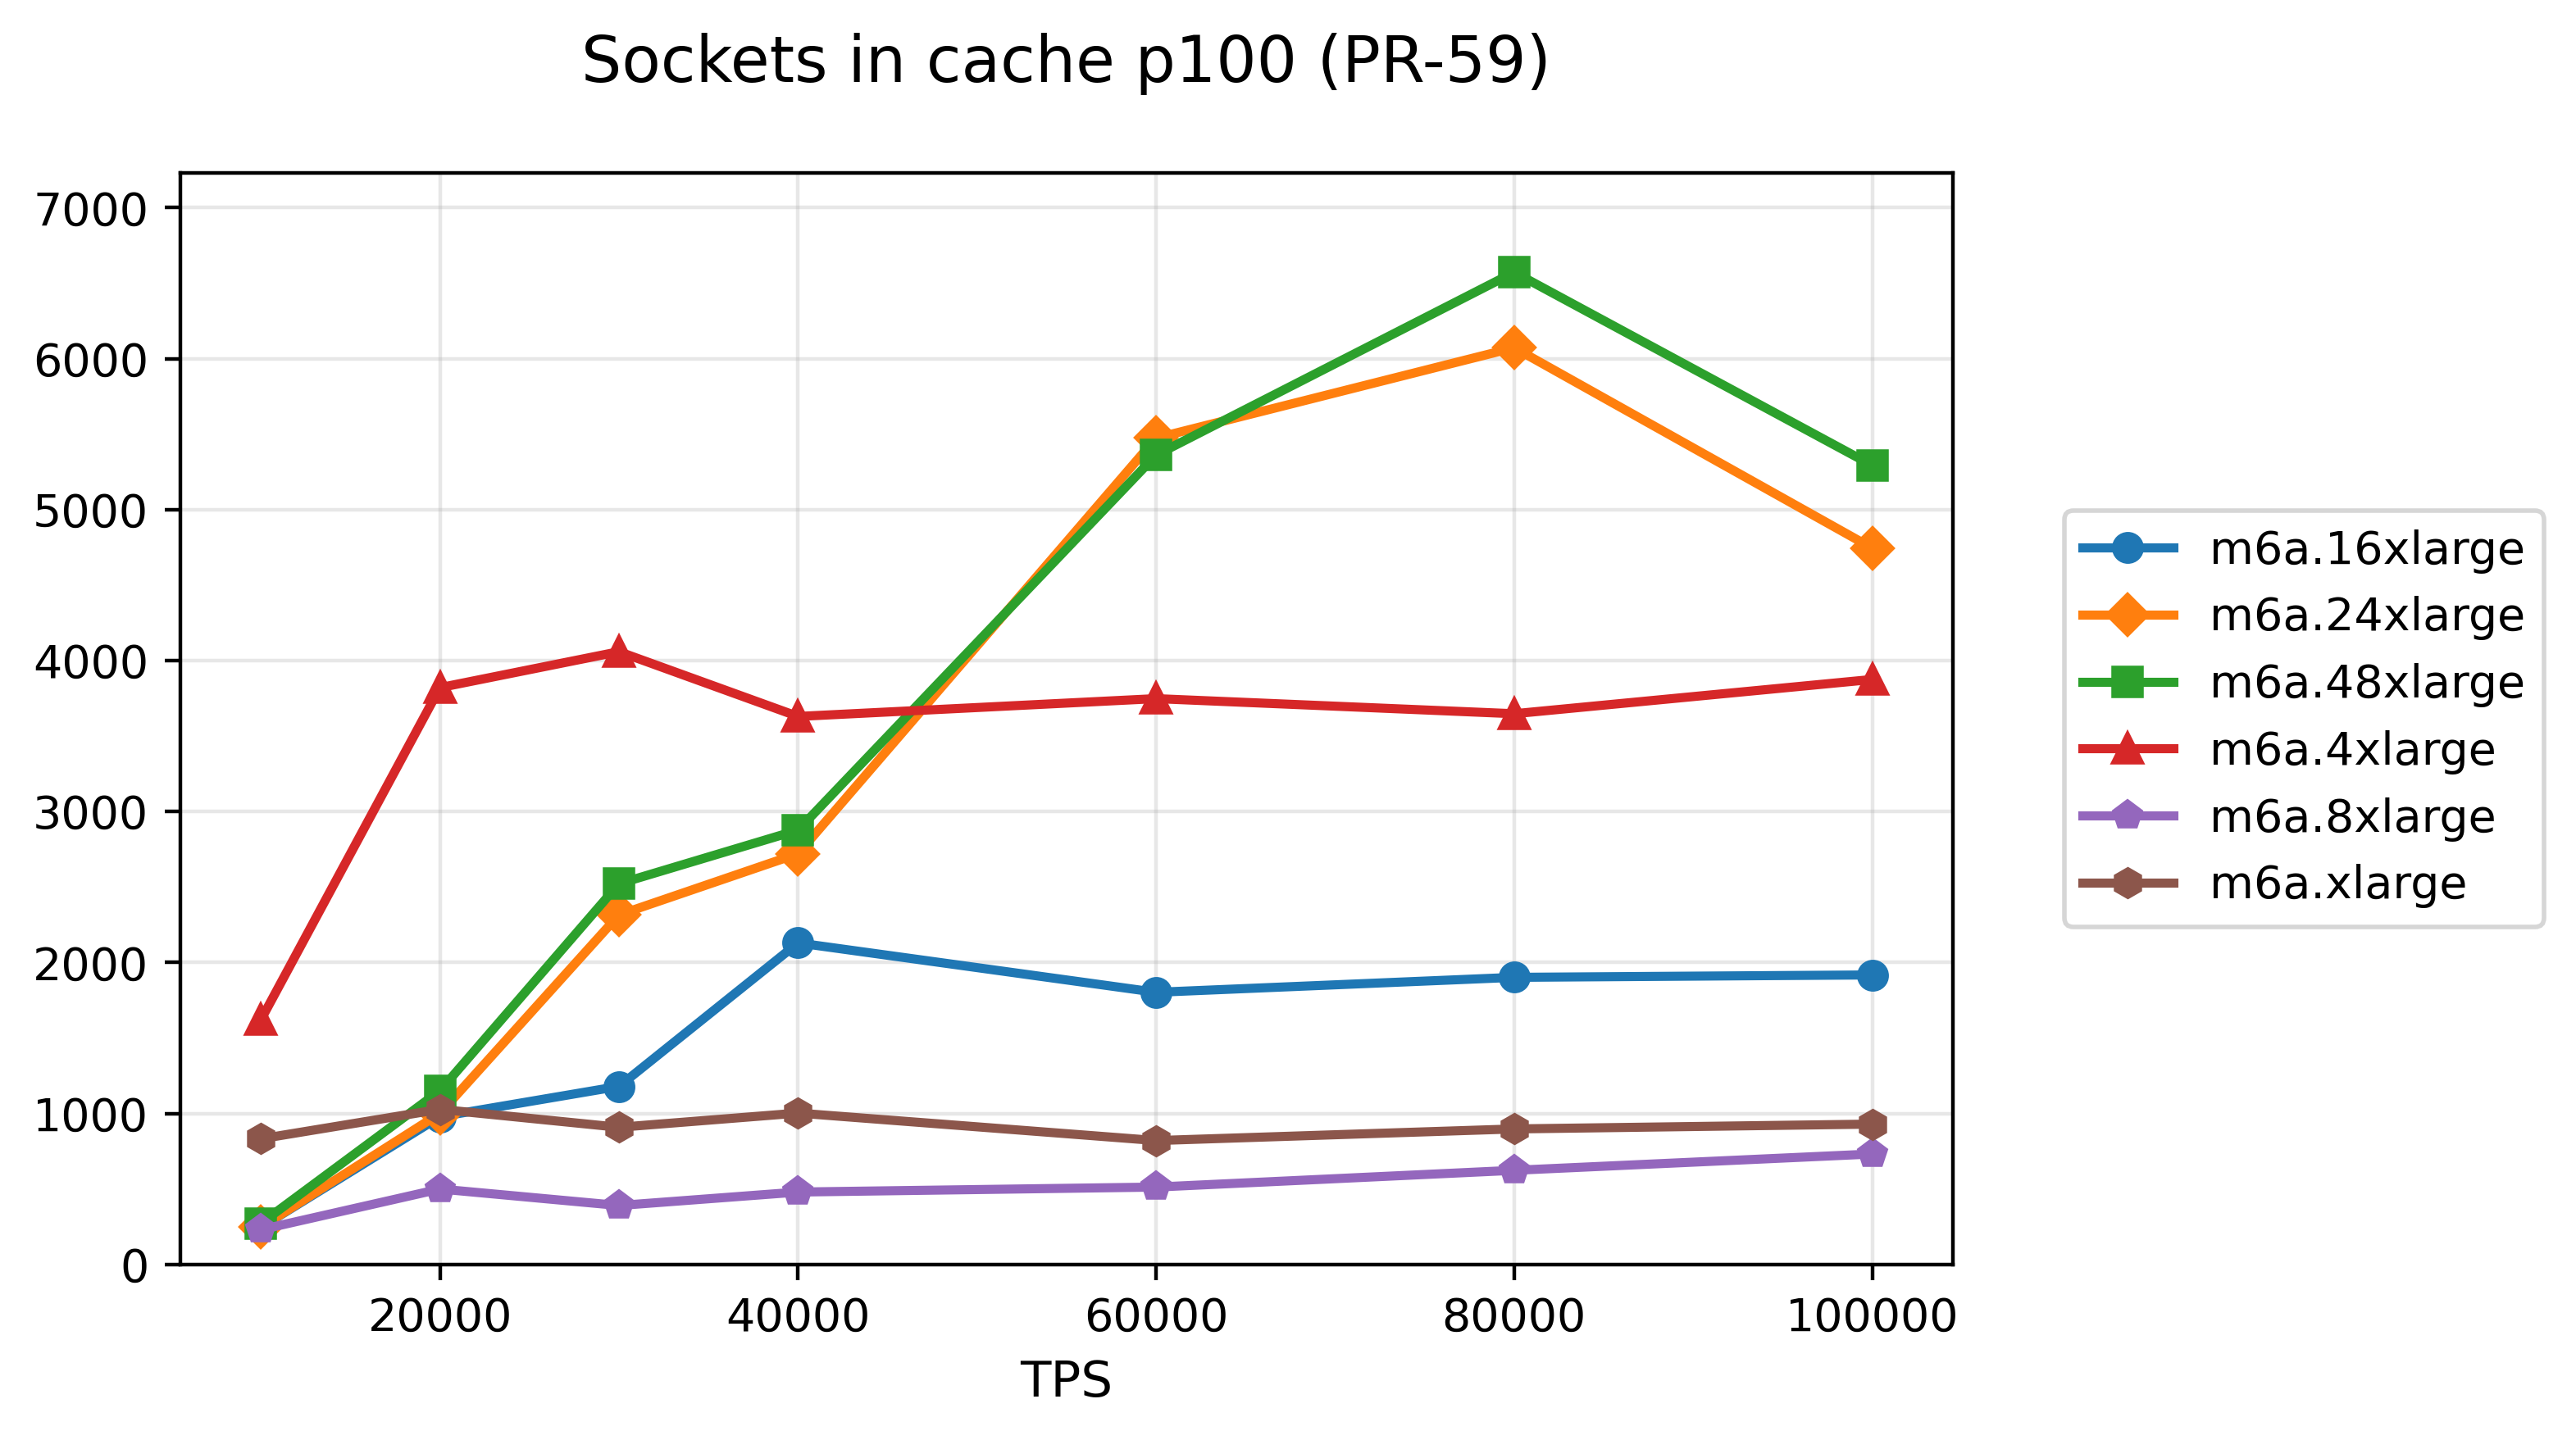 Sockets in cache p100 (PR-59)
7000
6000
5000
4000
3000
2000
1000
0
20000 40000 60000 80000 100000
TPS
m6a.16xlarge
m6a.24xlarge
m6a.48xlarge
m6a.4xlarge
m6a.8xlarge
m6a.xlarge